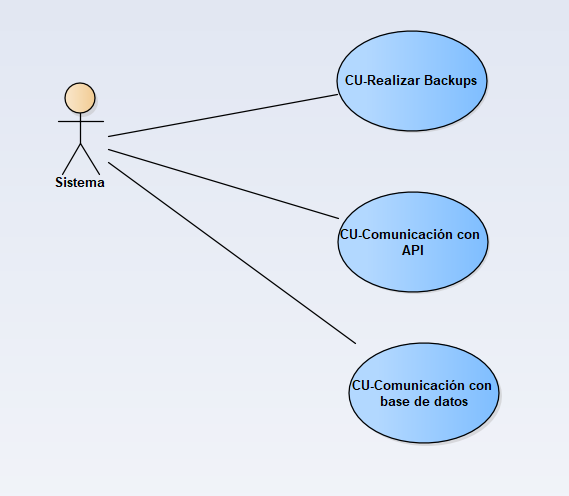 CU-Realizar Backups
Sistema
CU-Comunicación con
API
CU-Comunicación con
base de datos